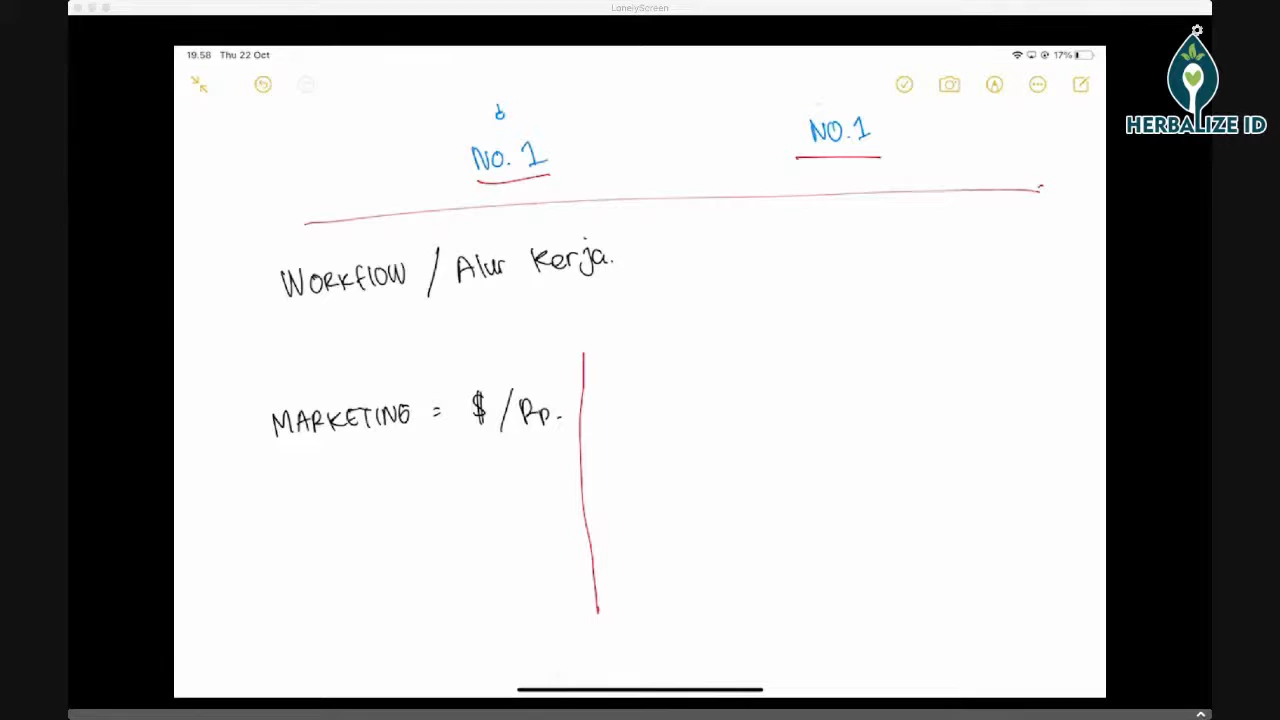 LonelyScreen
19.58 Thu 22 Oct
17%
HERBALIZE ID
NO. 1
NO.1
WORKFLOW / Alur Kerja.
MARKETING = $ /Rp.